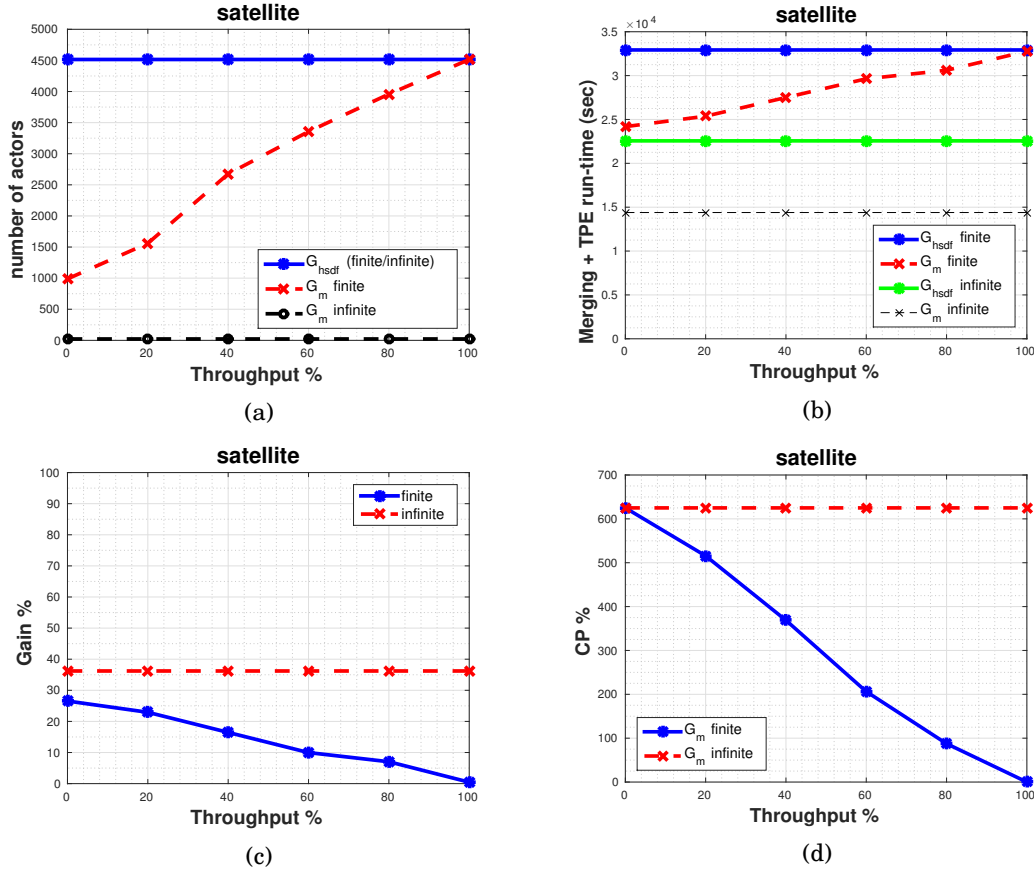 satellite
5000
4500
4000
3500
3000
2500
2000
1500
1000
500
0
number of actors
G_hsdf (finite/infinite)
G_m finite
G_m infinite
0 20 40 60 80 100
Throughput %
(a)
satellite
×10^4
3.5
3
2.5
2
1.5
1
0.5
0
Merging + TPE run-time (sec)
G_hsdf finite
G_m finite
G_hsdf infinite
G_m infinite
0 20 40 60 80 100
Throughput %
(b)
satellite
100
90
80
70
60
50
40
30
20
10
0
Gain %
finite
infinite
0 20 40 60 80 100
Throughput %
(c)
satellite
700
600
500
400
300
200
100
0
CP %
G_m finite
G_m infinite
0 20 40 60 80 100
Throughput %
(d)